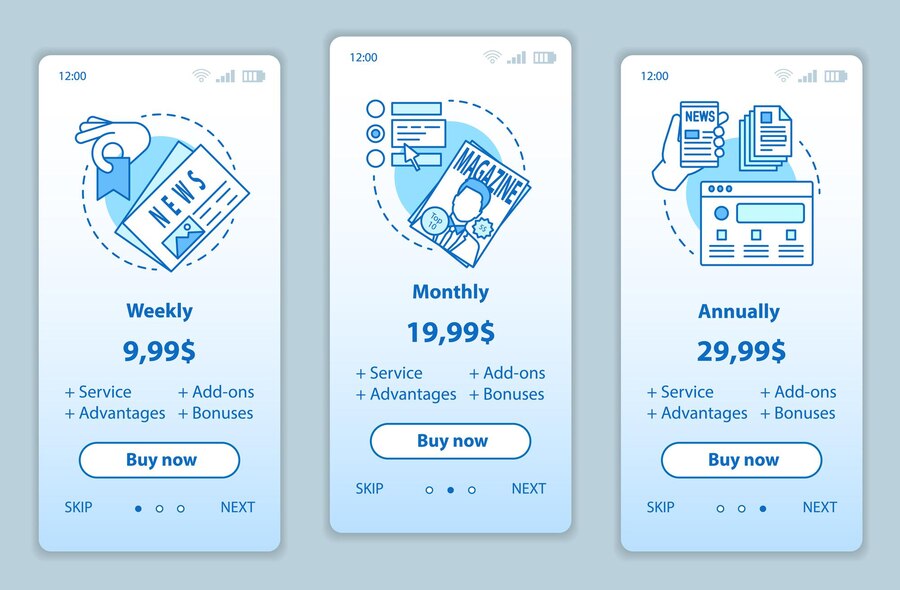 12:00
NEWS
Weekly
9,99$
+ Service + Add-ons
+ Advantages + Bonuses
Buy now
SKIP NEXT
12:00
MAGAZINE
Top
10
$$
Monthly
19,99$
+ Service + Add-ons
+ Advantages + Bonuses
Buy now
SKIP NEXT
12:00
NEWS
Annually
29,99$
+ Service + Add-ons
+ Advantages + Bonuses
Buy now
SKIP NEXT